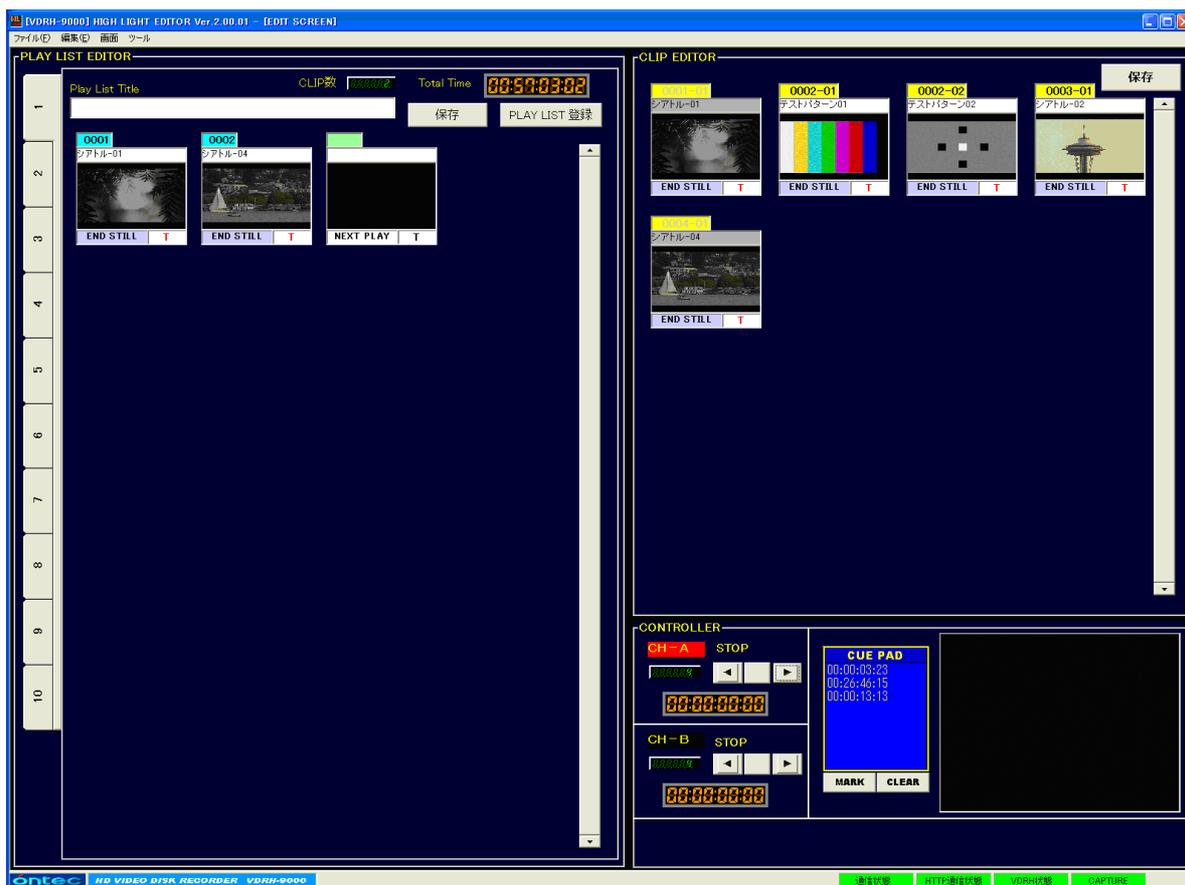 [VDRH-9000] HIGH LIGHT EDITOR Ver.2.00.01 - [EDIT SCREEN]
ファイル(F) 編集(E) 画面 ツール
PLAY LIST EDITOR
Play List Title
CLIP数
2
Total Time
00:57:03:02
保存
PLAY LIST 登録
1
2
3
4
5
6
7
8
9
10
0001
シアトル-01
END STILL
T
0002
シアトル-04
END STILL
T
NEXT PLAY
T
CLIP EDITOR
保存
0001-01
シアトル-01
END STILL
T
0002-01
テストパターン01
END STILL
T
0002-02
テストパターン02
END STILL
T
0003-01
シアトル-02
END STILL
T
0004-01
シアトル-04
END STILL
T
CONTROLLER
CH-A
STOP
00:00:00:00
CH-B
STOP
00:00:00:00
CUE PAD
00:00:03:23
00:26:46:15
00:00:13:13
MARK
CLEAR
ontec
HD VIDEO DISK RECORDER VDRH-9000
通信状態
HTTP通信状態
VDRH状態
CAPTURE